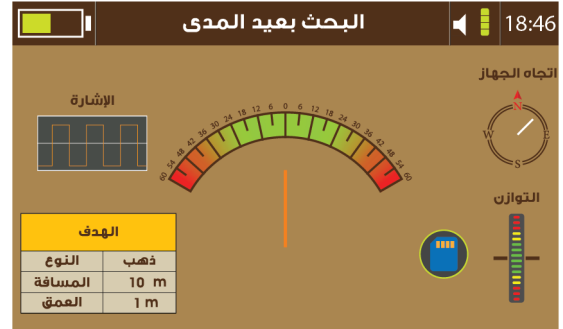 البحث بعيد المدى
18:46
اتجاه الجهاز
N
W E
S
الإشارة
60 54 48 42 36 30 24 18 12 6 0 6 12 18 24 30 36 42 48 54 60
التوازن
الهدف
النوع ذهب
المسافة 10 m
العمق 1 m